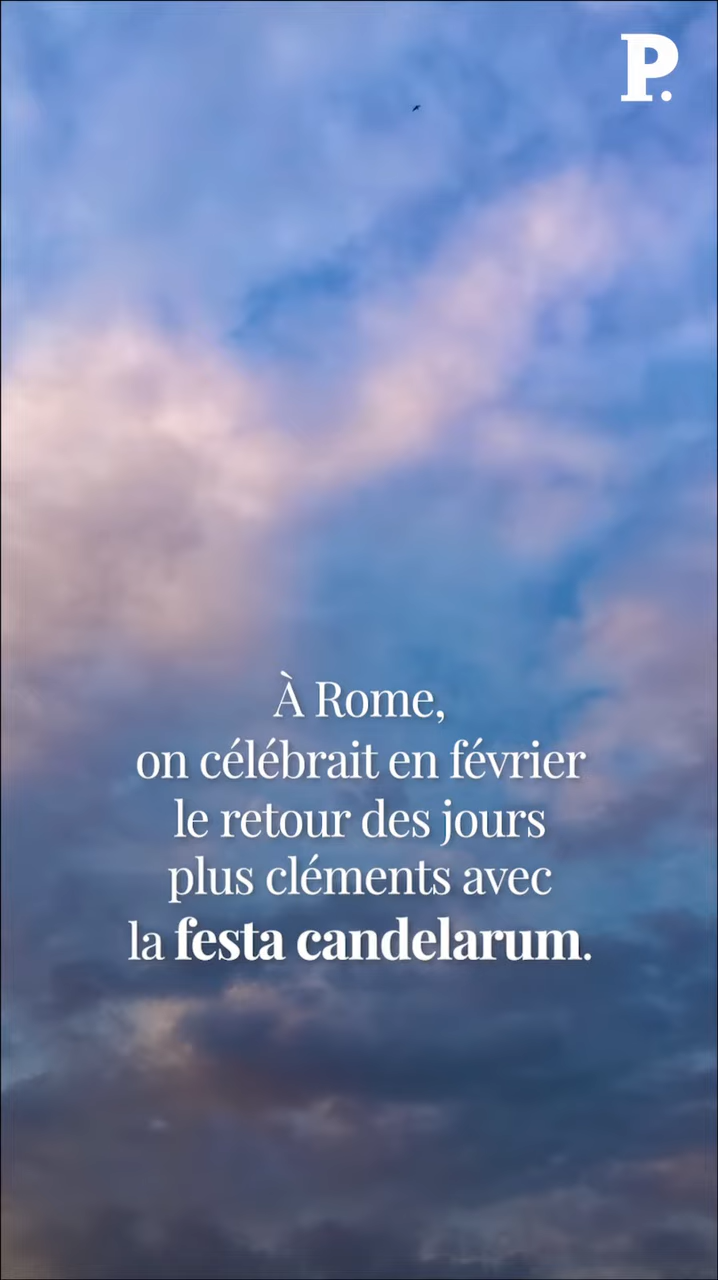 P.
À Rome,
on célébrait en février
le retour des jours
plus cléments avec
la festa candelarum.